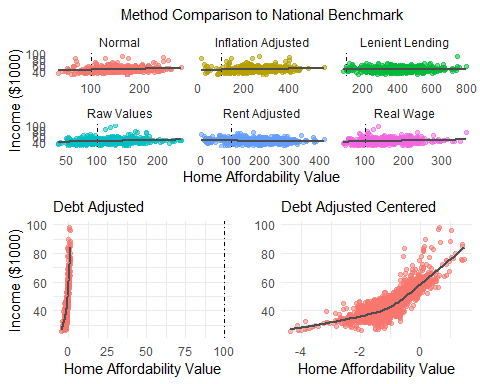 Method Comparison to National Benchmark
Normal Inflation Adjusted Lenient Lending
100 80 60 40
100 200 0 200 400 200 400 600 800
Raw Values Rent Adjusted Real Wage
100 80 60 40
50 100 150 200 0 100 200 300 400 100 200 300
Income ($1000)
Home Affordability Value
Debt Adjusted Debt Adjusted Centered
100 80 60 40
100 80 60 40
Income ($1000)
0 25 50 75 100 -4 -2 0
Home Affordability Value Home Affordability Value